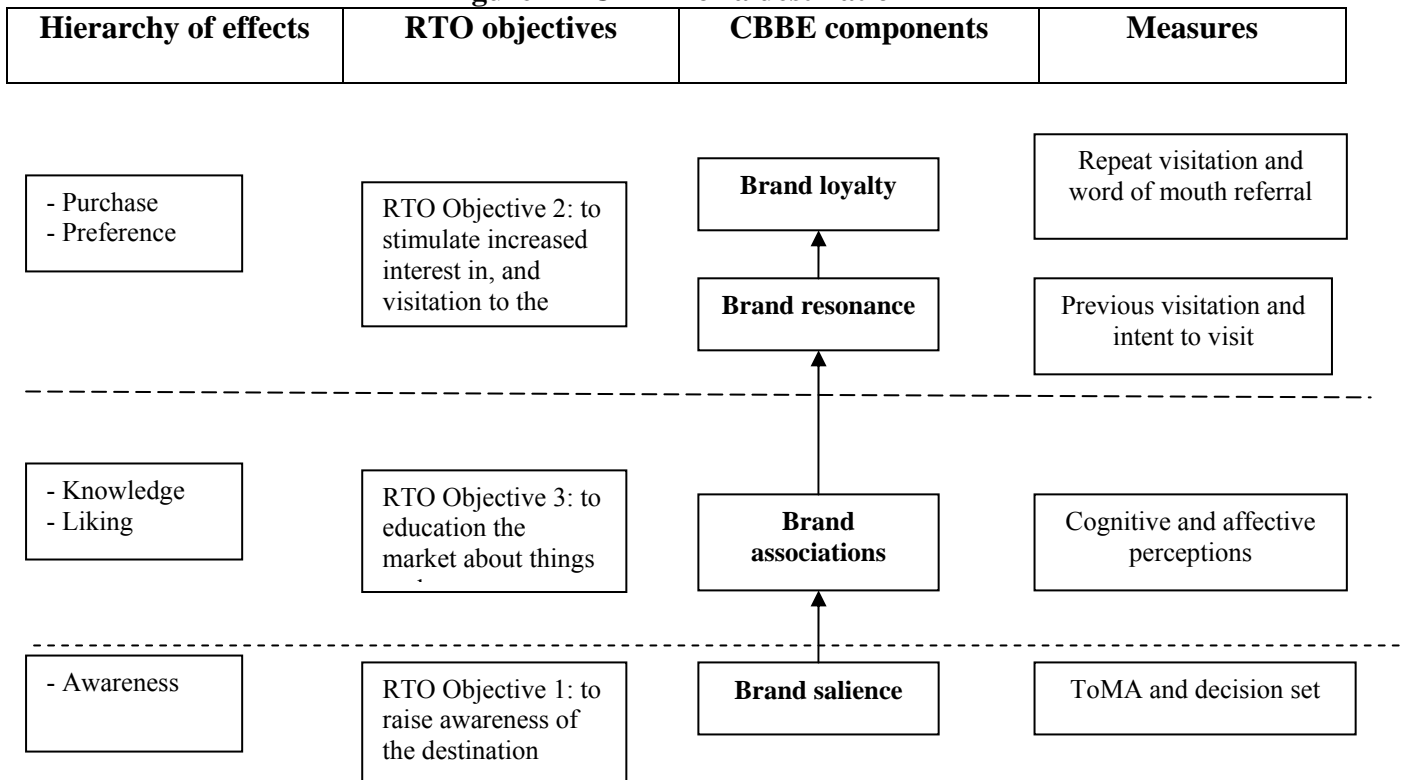 Hierarchy of effects
RTO objectives
CBBE components
Measures
- Purchase
- Preference
RTO Objective 2: to
stimulate increased
interest in, and
visitation to the
Brand loyalty
Brand resonance
Repeat visitation and
word of mouth referral
Previous visitation and
intent to visit
- Knowledge
- Liking
RTO Objective 3: to
education the
market about things
Brand
associations
Cognitive and affective
perceptions
- Awareness
RTO Objective 1: to
raise awareness of
the destination
Brand salience
ToMA and decision set